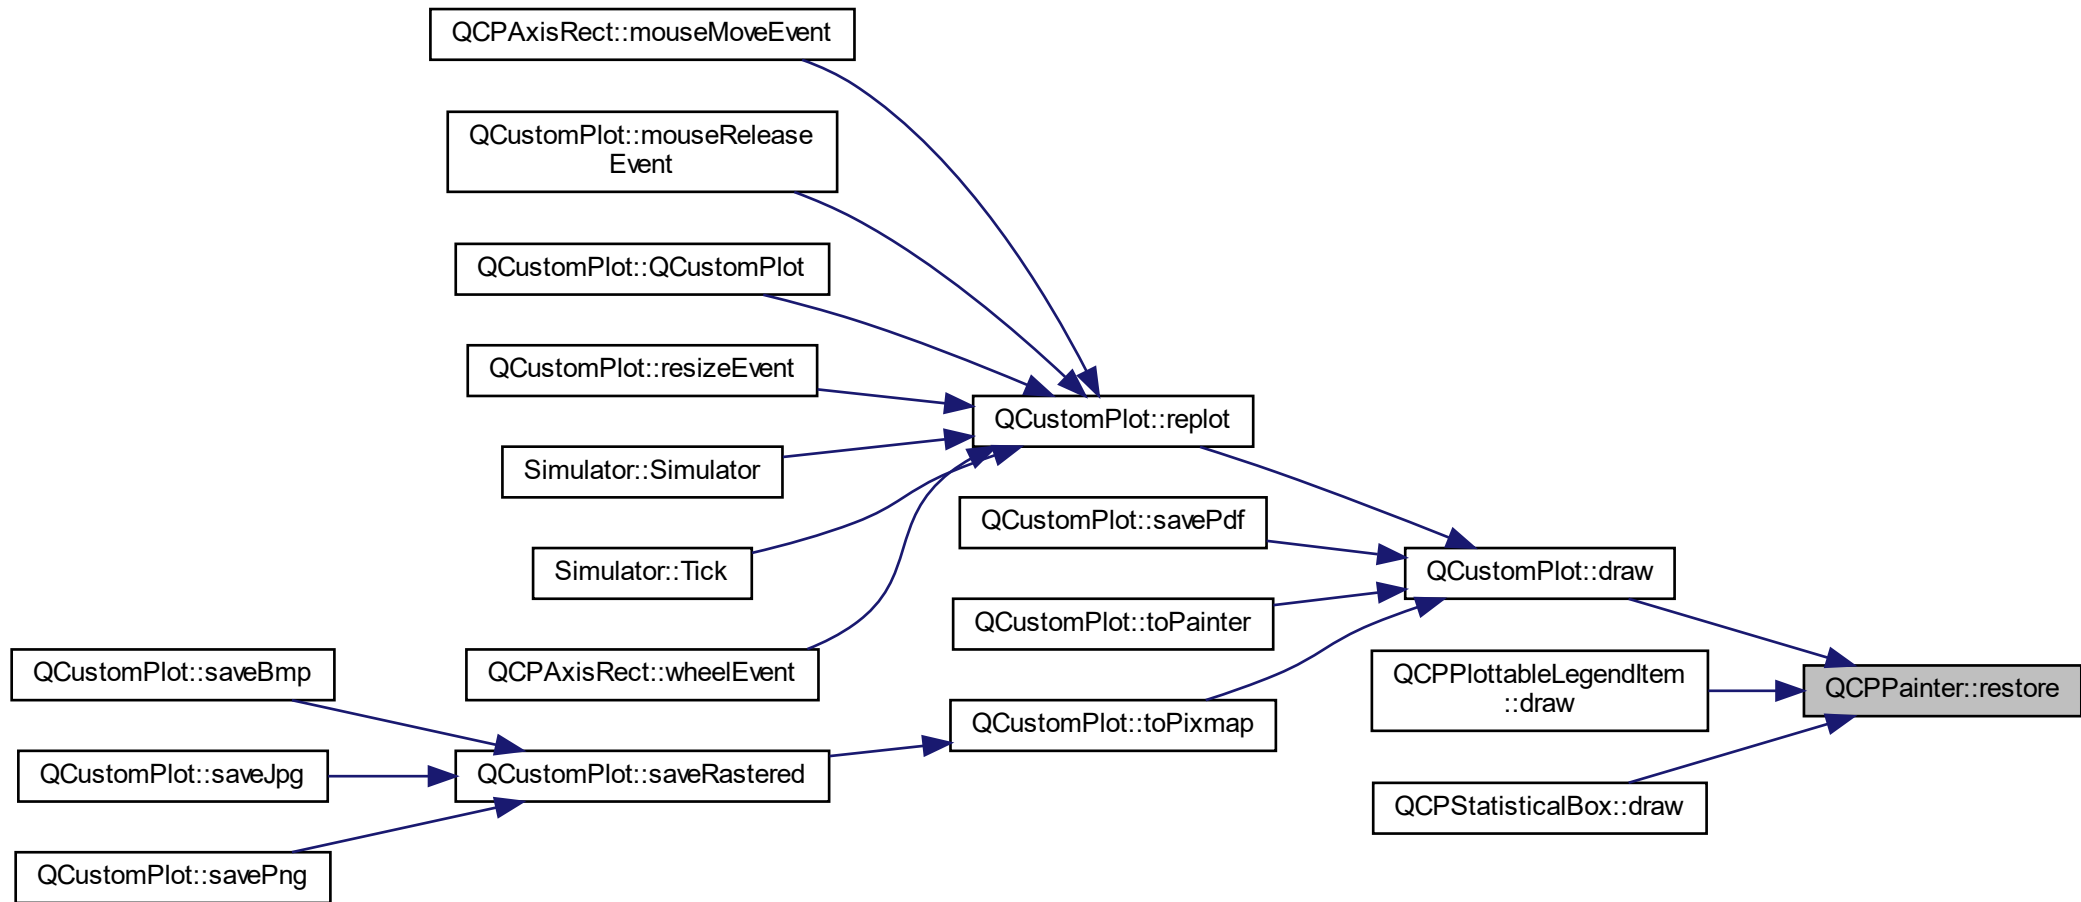 QCPAxisRect::mouseMoveEvent
QCustomPlot::mouseRelease
Event
QCustomPlot::QCustomPlot
QCustomPlot::resizeEvent
QCustomPlot::replot
Simulator::Simulator
QCustomPlot::savePdf
Simulator::Tick
QCustomPlot::draw
QCustomPlot::toPainter
QCustomPlot::saveBmp
QCPAxisRect::wheelEvent
QCPPlottableLegendItem
::draw
QCPPainter::restore
QCustomPlot::toPixmap
QCustomPlot::saveJpg
QCustomPlot::saveRastered
QCPStatisticalBox::draw
QCustomPlot::savePng